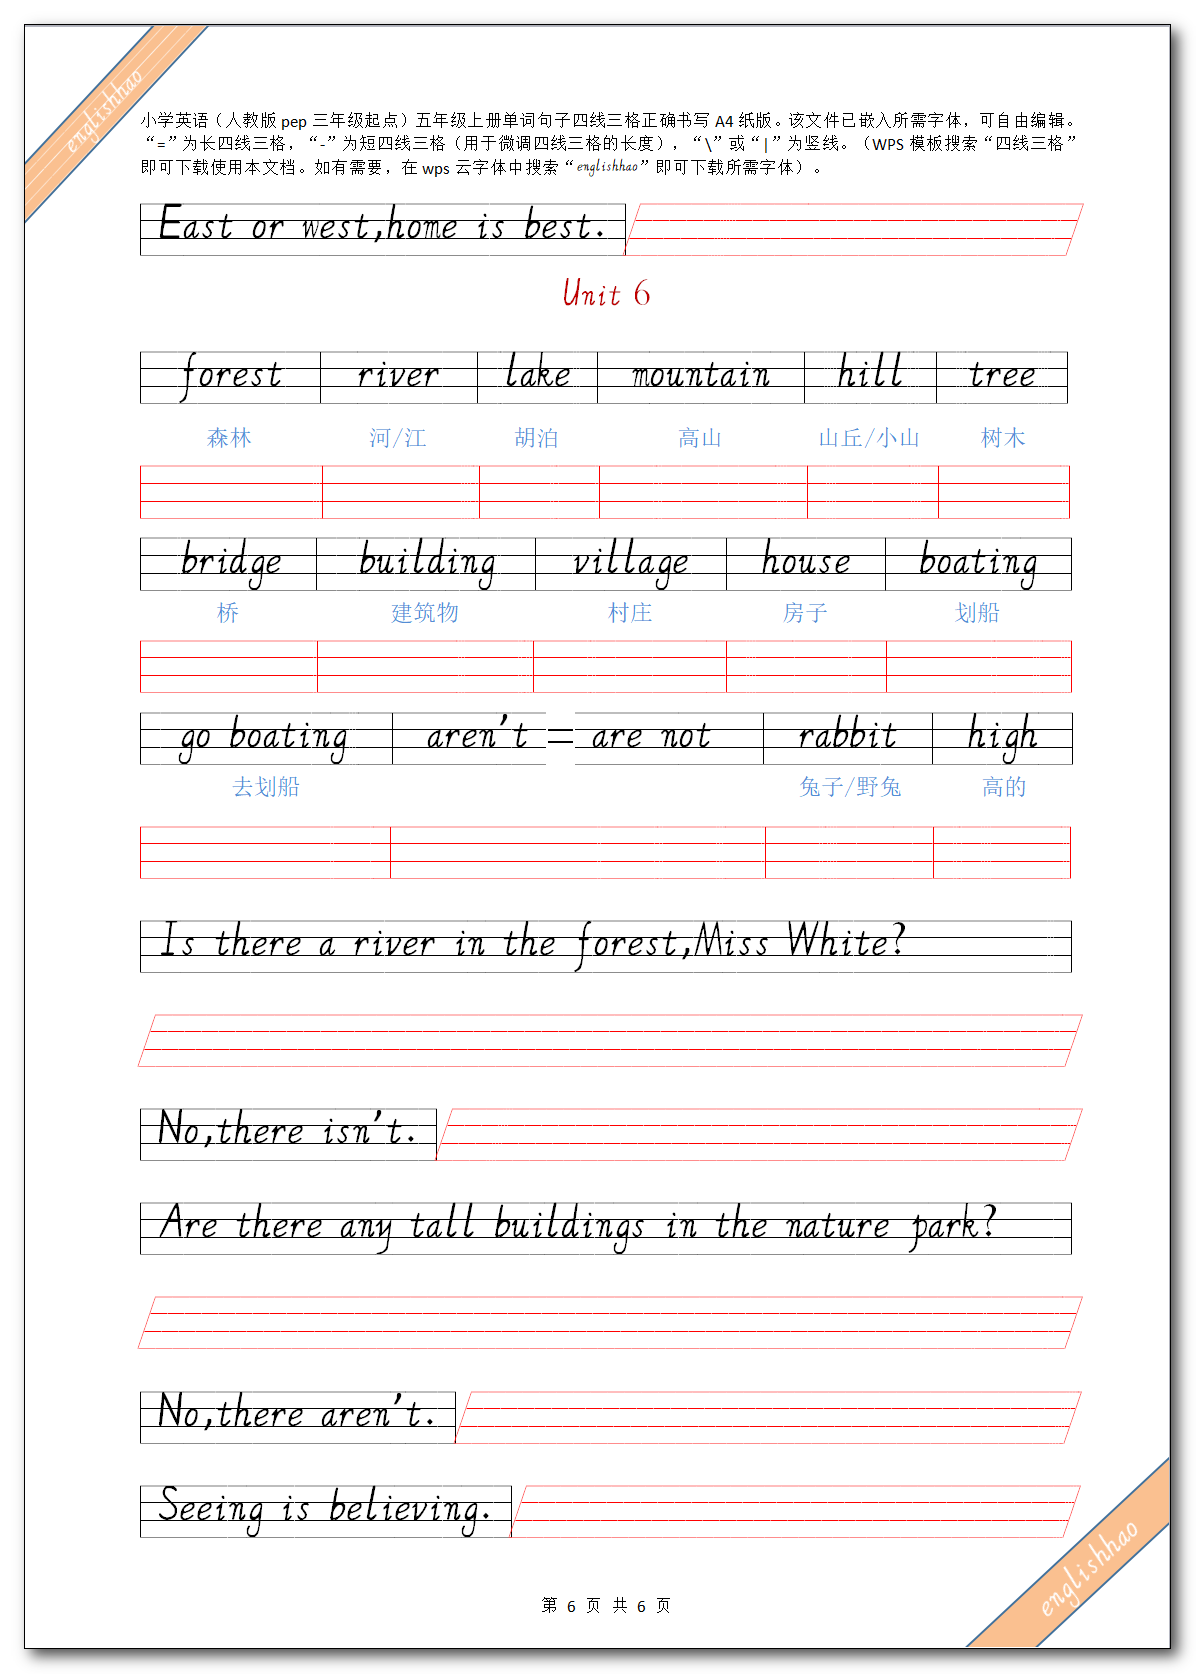 englishhao
小学英语（人教版 pep 三年级起点）五年级上册单词句子四线三格正确书写 A4 纸版。该文件已嵌入所需字体，可自由编辑。
“=”为长四线三格，“-”为短四线三格（用于微调四线三格的长度），“\”或“|”为竖线。（WPS 模板搜索“四线三格”
即可下载使用本文档。如有需要，在 wps 云字体中搜索“englishhao”即可下载所需字体）。
East or west,home is best.
Unit 6
forest river lake mountain hill tree
森林 河/江 胡泊 高山 山丘/小山 树木
bridge building village house boating
桥 建筑物 村庄 房子 划船
go boating aren't = are not rabbit high
去划船 兔子/野兔 高的
Is there a river in the forest,Miss White?
No,there isn't.
Are there any tall buildings in the nature park?
No,there aren't.
Seeing is believing.
englishhao
第 6 页 共 6 页